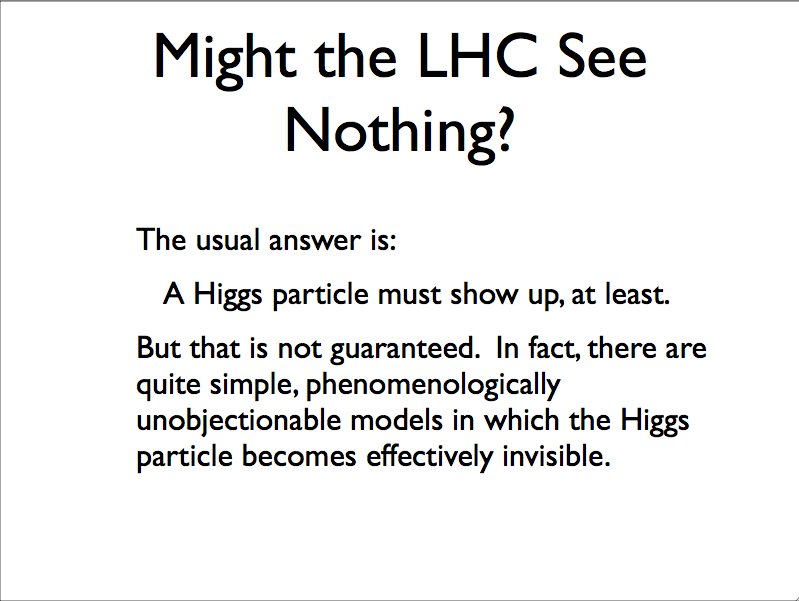 Might the LHC See
Nothing?
The usual answer is:
A Higgs particle must show up, at least.
But that is not guaranteed. In fact, there are
quite simple, phenomenologically
unobjectionable models in which the Higgs
particle becomes effectively invisible.